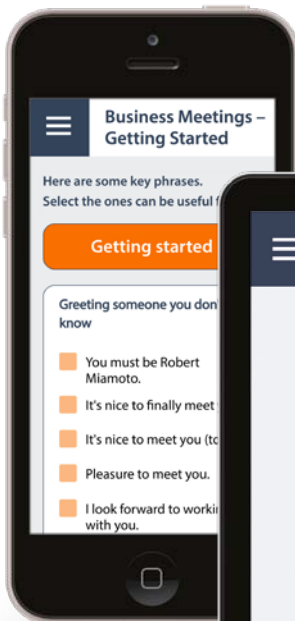 Business Meetings –
Getting Started
Here are some key phrases.
Select the ones can be useful
Getting started
Greeting someone you don'
know
You must be Robert
Miamoto.
It's nice to finally meet
It's nice to meet you
Pleasure to meet you.
I look forward to
with you.